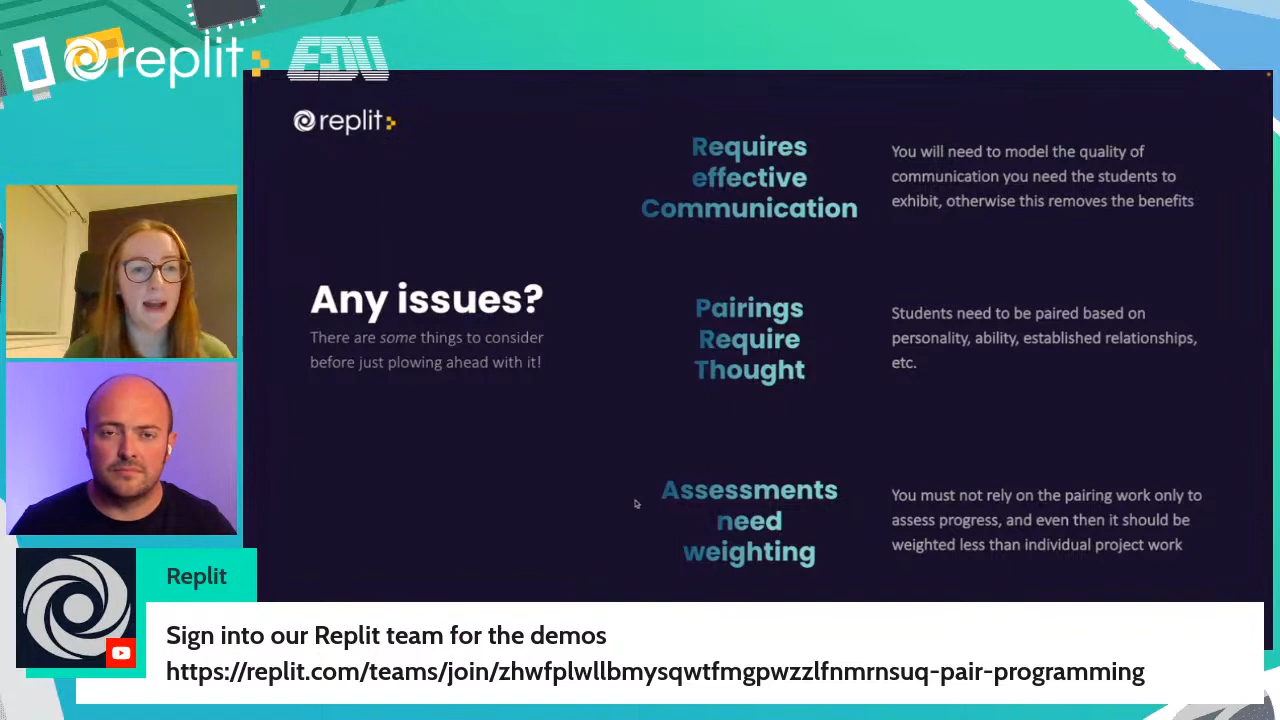 replit
EDU
replit
Any issues?
There are some things to consider
before just plowing ahead with it!
Requires
effective
Communication
You will need to model the quality of
communication you need the students to
exhibit, otherwise this removes the benefits
Pairings
Require
Thought
Students need to be paired based on
personality, ability, established relationships,
etc.
Assessments
need
weighting
You must not rely on the pairing work only to
assess progress, and even then it should be
weighted less than individual project work
Replit
Sign into our Replit team for the demos
https://replit.com/teams/join/zhwfplwllbmysqwtfmgpwzzlfnmrnsuq-pair-programming